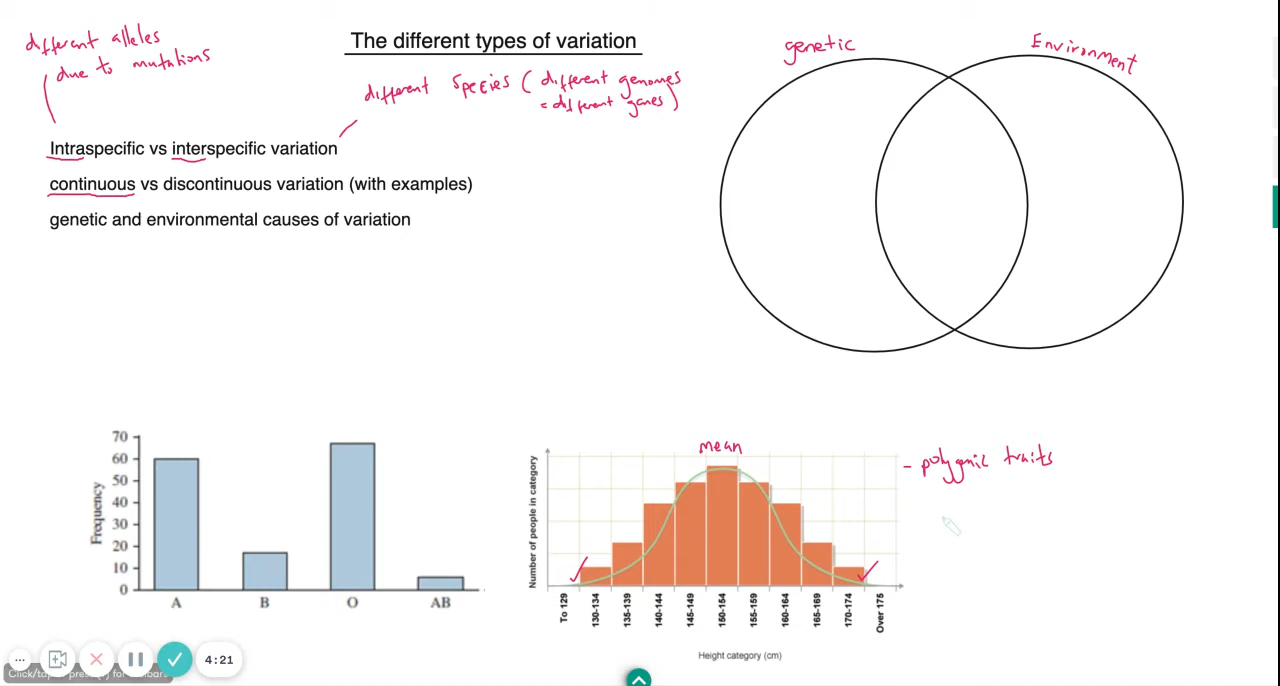 different alleles
due to mutations
The different types of variation
different species (different genomes
= different genes)
genetic
Environment
Intraspecific vs interspecific variation
continuous vs discontinuous variation (with examples)
genetic and environmental causes of variation
Frequency
70
60
50
40
30
20
10
0
A B O AB
mean
- polygenic traits
Number of people in category
To 129
130-134
135-139
140-144
145-149
150-154
155-159
160-164
165-169
170-174
Over 175
Height category (cm)
4:21